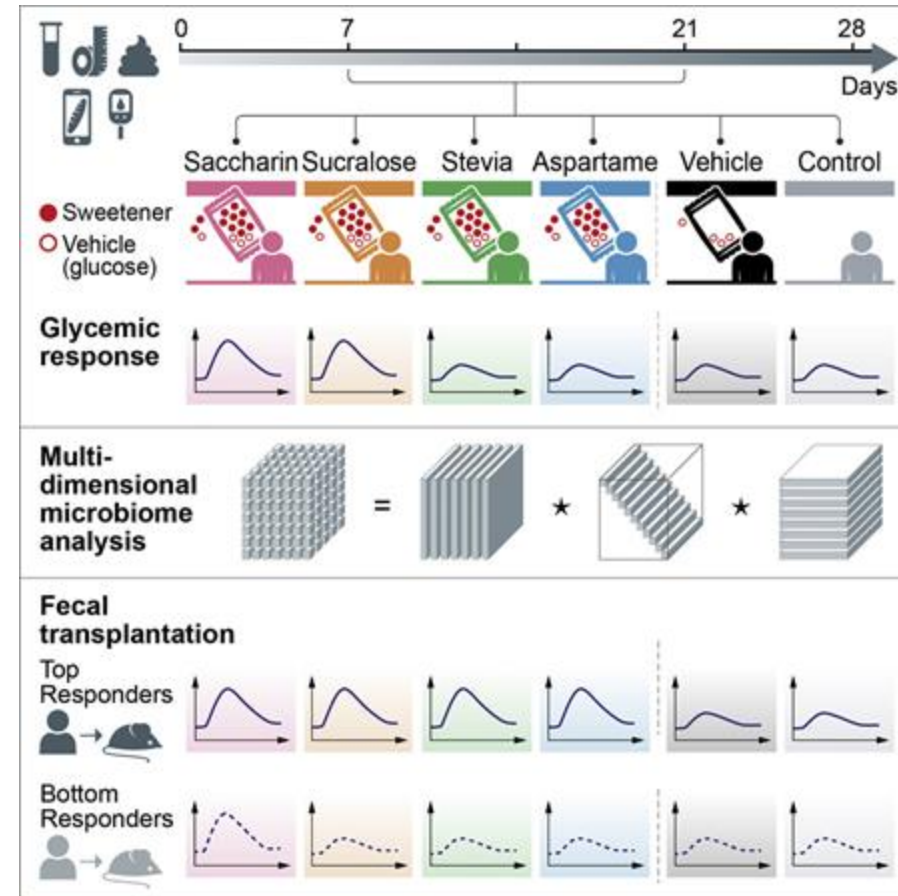 0 7 21 28
Days
Saccharin Sucralose Stevia Aspartame Vehicle Control
Sweetener
Vehicle
(glucose)
Glycemic
response
Multi-
dimensional
microbiome
analysis
= ★ ★
Fecal
transplantation
Top
Responders
Bottom
Responders